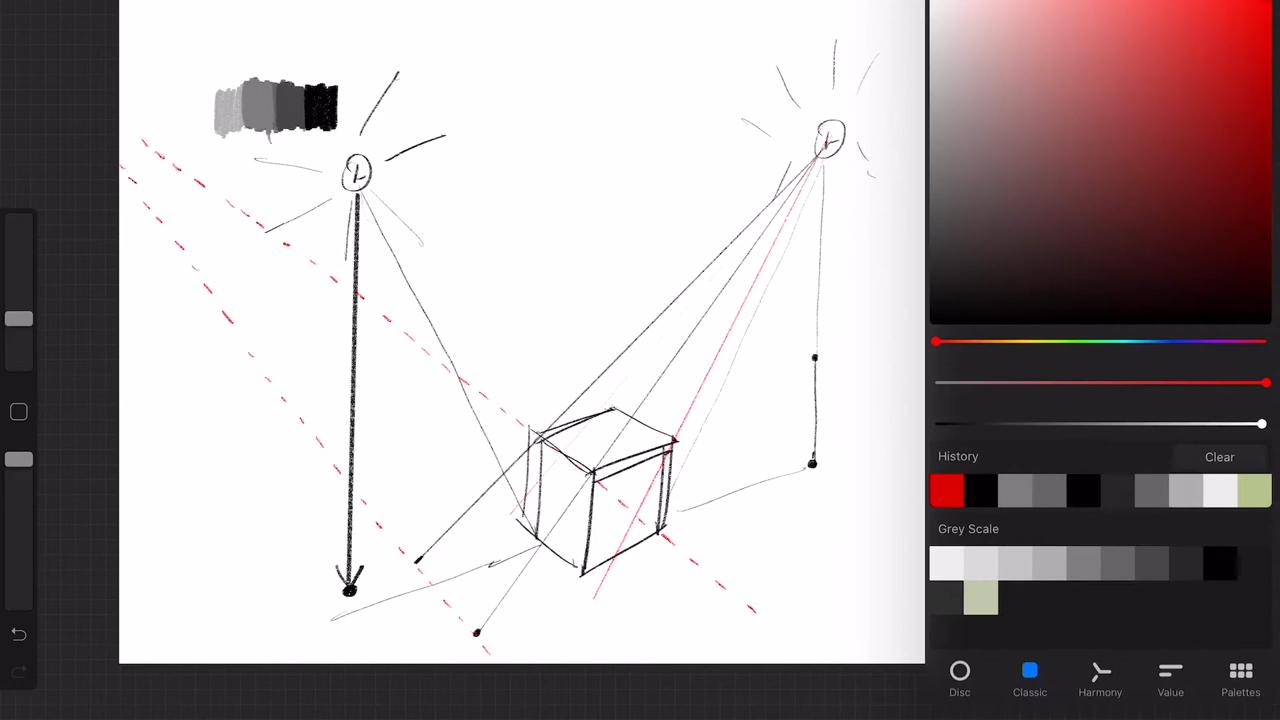 History
Clear
Grey Scale
Disc
Classic
Harmony
Value
Palettes